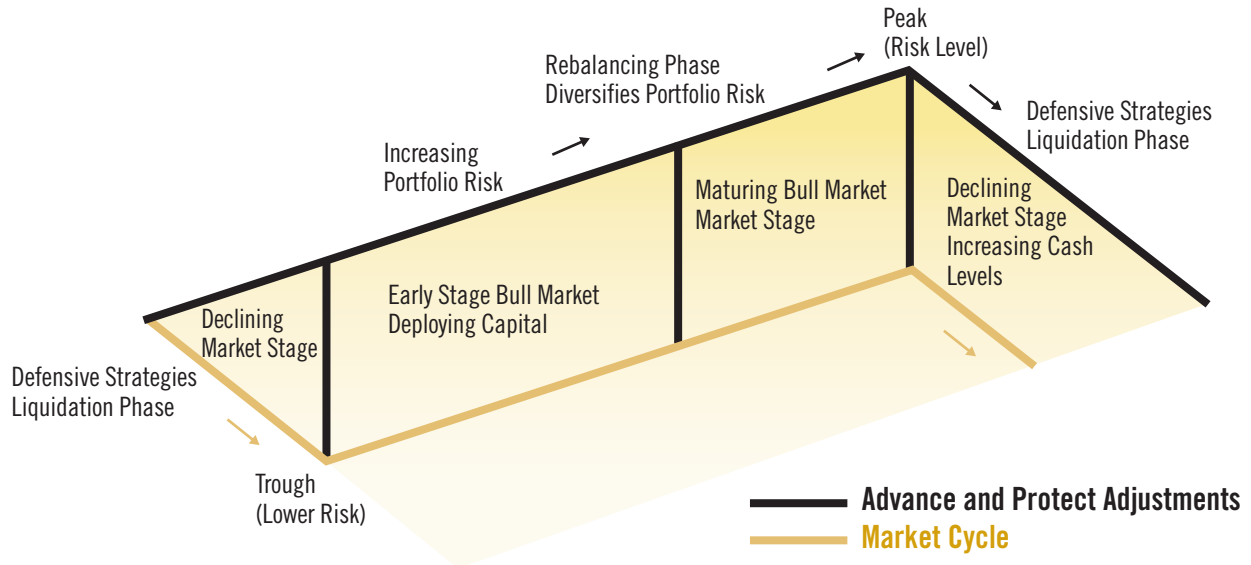 Peak
(Risk Level)
Rebalancing Phase
Diversifies Portfolio Risk
Defensive Strategies
Liquidation Phase
Increasing
Portfolio Risk
Maturing Bull Market
Market Stage
Declining
Market Stage
Increasing Cash
Levels
Early Stage Bull Market
Deploying Capital
Declining
Market Stage
Defensive Strategies
Liquidation Phase
Trough
(Lower Risk)
Advance and Protect Adjustments
Market Cycle